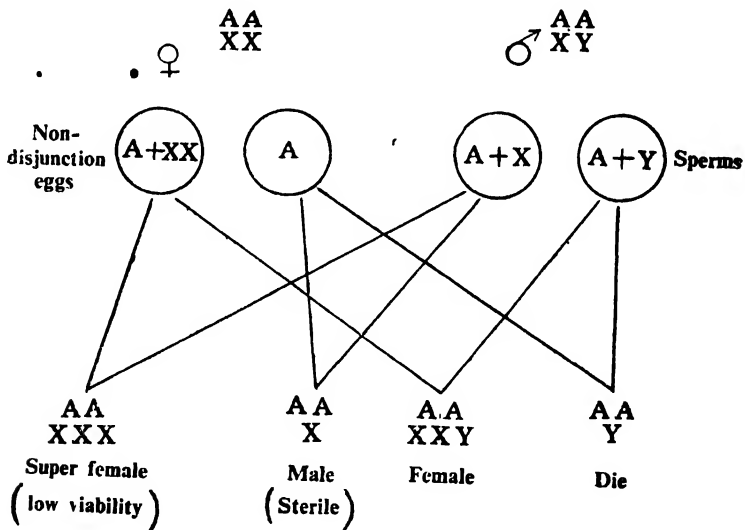 AA
XX
♀
♂
AA
XY
Non-
disjunction
eggs
A+XX
A
A+X
A+Y
Sperms
AA
XXX
Super female
(low viability)
AA
X
Male
(Sterile)
AA
XXY
Female
AA
Y
Die